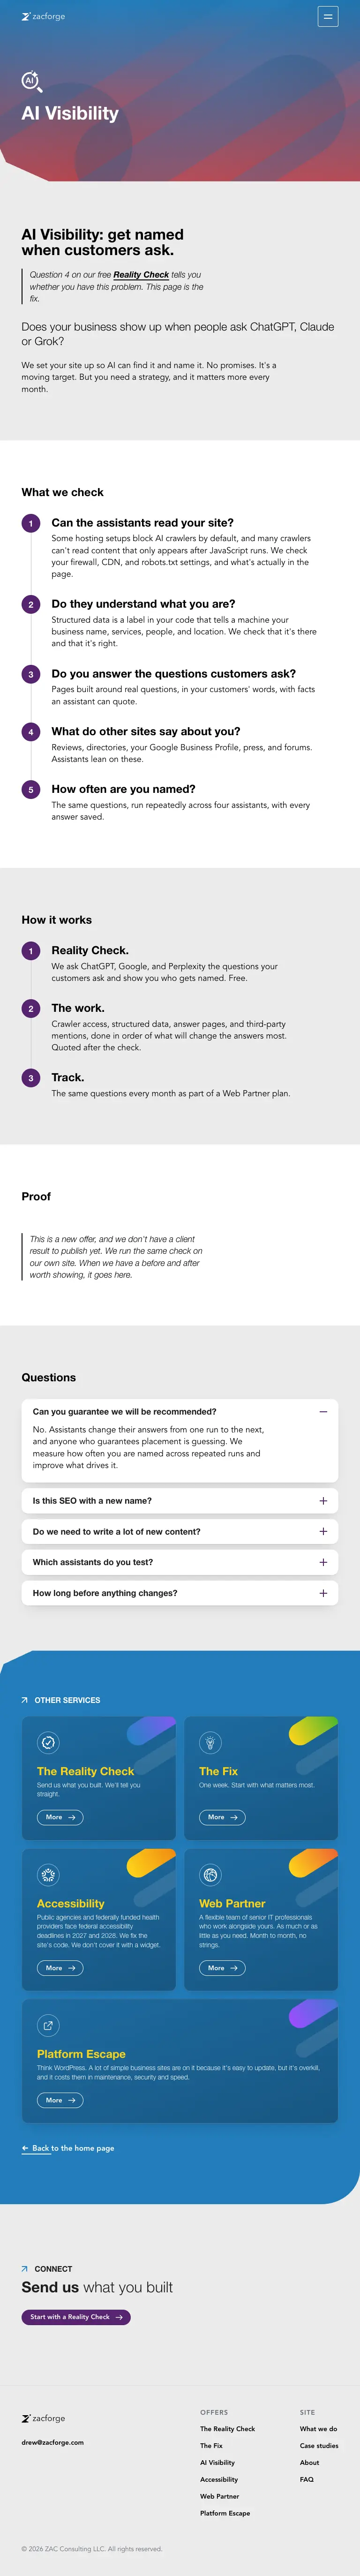 zacforge
AI
AI Visibility
AI Visibility: get named
when customers ask.
Question 4 on our free Reality Check tells you
whether you have this problem. This page is the
fix.
Does your business show up when people ask ChatGPT, Claude
or Grok?
We set your site up so AI can find it and name it. No promises. It's a
moving target. But you need a strategy, and it matters more every
month.
What we check
1
Can the assistants read your site?
Some hosting setups block AI crawlers by default, and many crawlers
can't read content that only appears after JavaScript runs. We check
your firewall, CDN, and robots.txt settings, and what's actually in the
page.
2
Do they understand what you are?
Structured data is a label in your code that tells a machine your
business name, services, people, and location. We check that it's there
and that it's right.
3
Do you answer the questions customers ask?
Pages built around real questions, in your customers' words, with facts
an assistant can quote.
4
What do other sites say about you?
Reviews, directories, your Google Business Profile, press, and forums.
Assistants lean on these.
5
How often are you named?
The same questions, run repeatedly across four assistants, with every
answer saved.
How it works
1
Reality Check.
We ask ChatGPT, Google, and Perplexity the questions your
customers ask and show you who gets named. Free.
2
The work.
Crawler access, structured data, answer pages, and third-party
mentions, done in order of what will change the answers most.
Quoted after the check.
3
Track.
The same questions every month as part of a Web Partner plan.
Proof
This is a new offer, and we don't have a client
result to publish yet. We run the same check on
our own site. When we have a before and after
worth showing, it goes here.
Questions
Can you guarantee we will be recommended?
No. Assistants change their answers from one run to the next,
and anyone who guarantees placement is guessing. We
measure how often you are named across repeated runs and
improve what drives it.
Is this SEO with a new name?
Do we need to write a lot of new content?
Which assistants do you test?
How long before anything changes?
OTHER SERVICES
The Reality Check
Send us what you built. We'll tell you
straight.
More
The Fix
One week. Start with what matters most.
More
Accessibility
Public agencies and federally funded health
providers face federal accessibility
deadlines in 2027 and 2028. We fix the
site's code. We don't cover it with a widget.
More
Web Partner
A flexible team of senior IT professionals
who work alongside yours. As much or as
little as you need. Month to month, no
strings.
More
Platform Escape
Think WordPress. A lot of simple business sites are on it because it's easy to update, but it's overkill,
and it costs them in maintenance, security and speed.
More
Back to the home page
CONNECT
Send us what you built
Start with a Reality Check
zacforge
drew@zacforge.com
OFFERS
The Reality Check
The Fix
AI Visibility
Accessibility
Web Partner
Platform Escape
SITE
What we do
Case studies
About
FAQ
© 2026 ZAC Consulting LLC. All rights reserved.